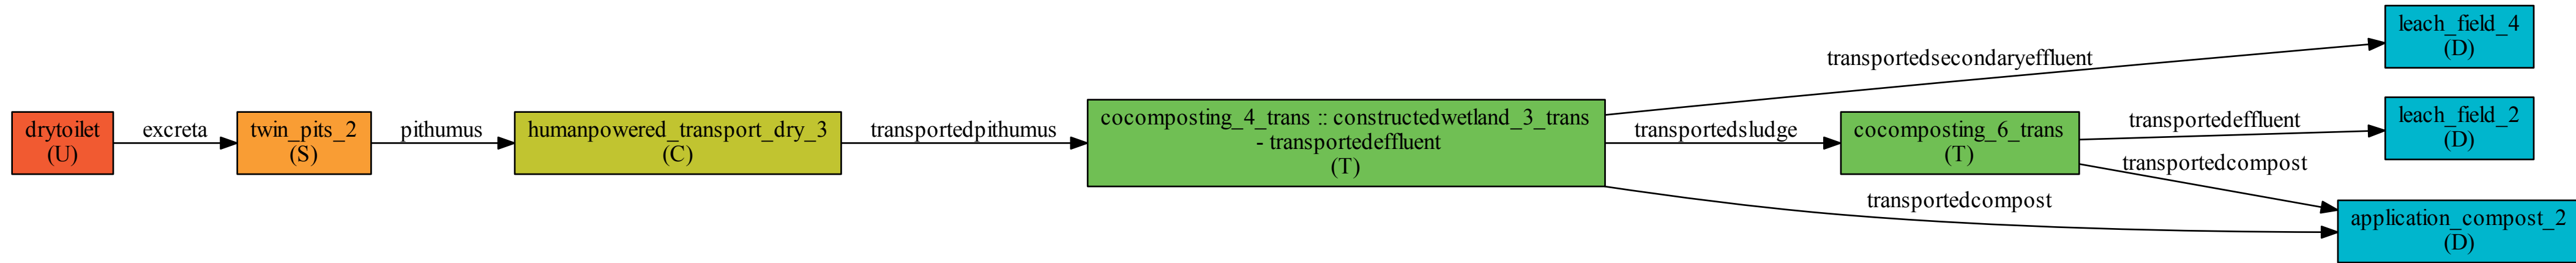 drytoilet
(U)
excreta
twin_pits_2
(S)
pithumus
humanpowered_transport_dry_3
(C)
transportedpithumus
cocomposting_4_trans :: constructedwetland_3_trans
- transportedeffluent
(T)
transportedsecondaryeffluent
transportedsludge
transportedcompost
cocomposting_6_trans
(T)
transportedeffluent
transportedcompost
leach_field_4
(D)
leach_field_2
(D)
application_compost_2
(D)